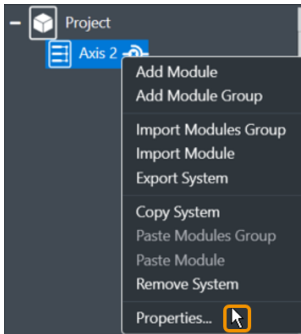 Project
Axis 2
Add Module
Add Module Group
Import Modules Group
Import Module
Export System
Copy System
Paste Modules Group
Paste Module
Remove System
Properties...